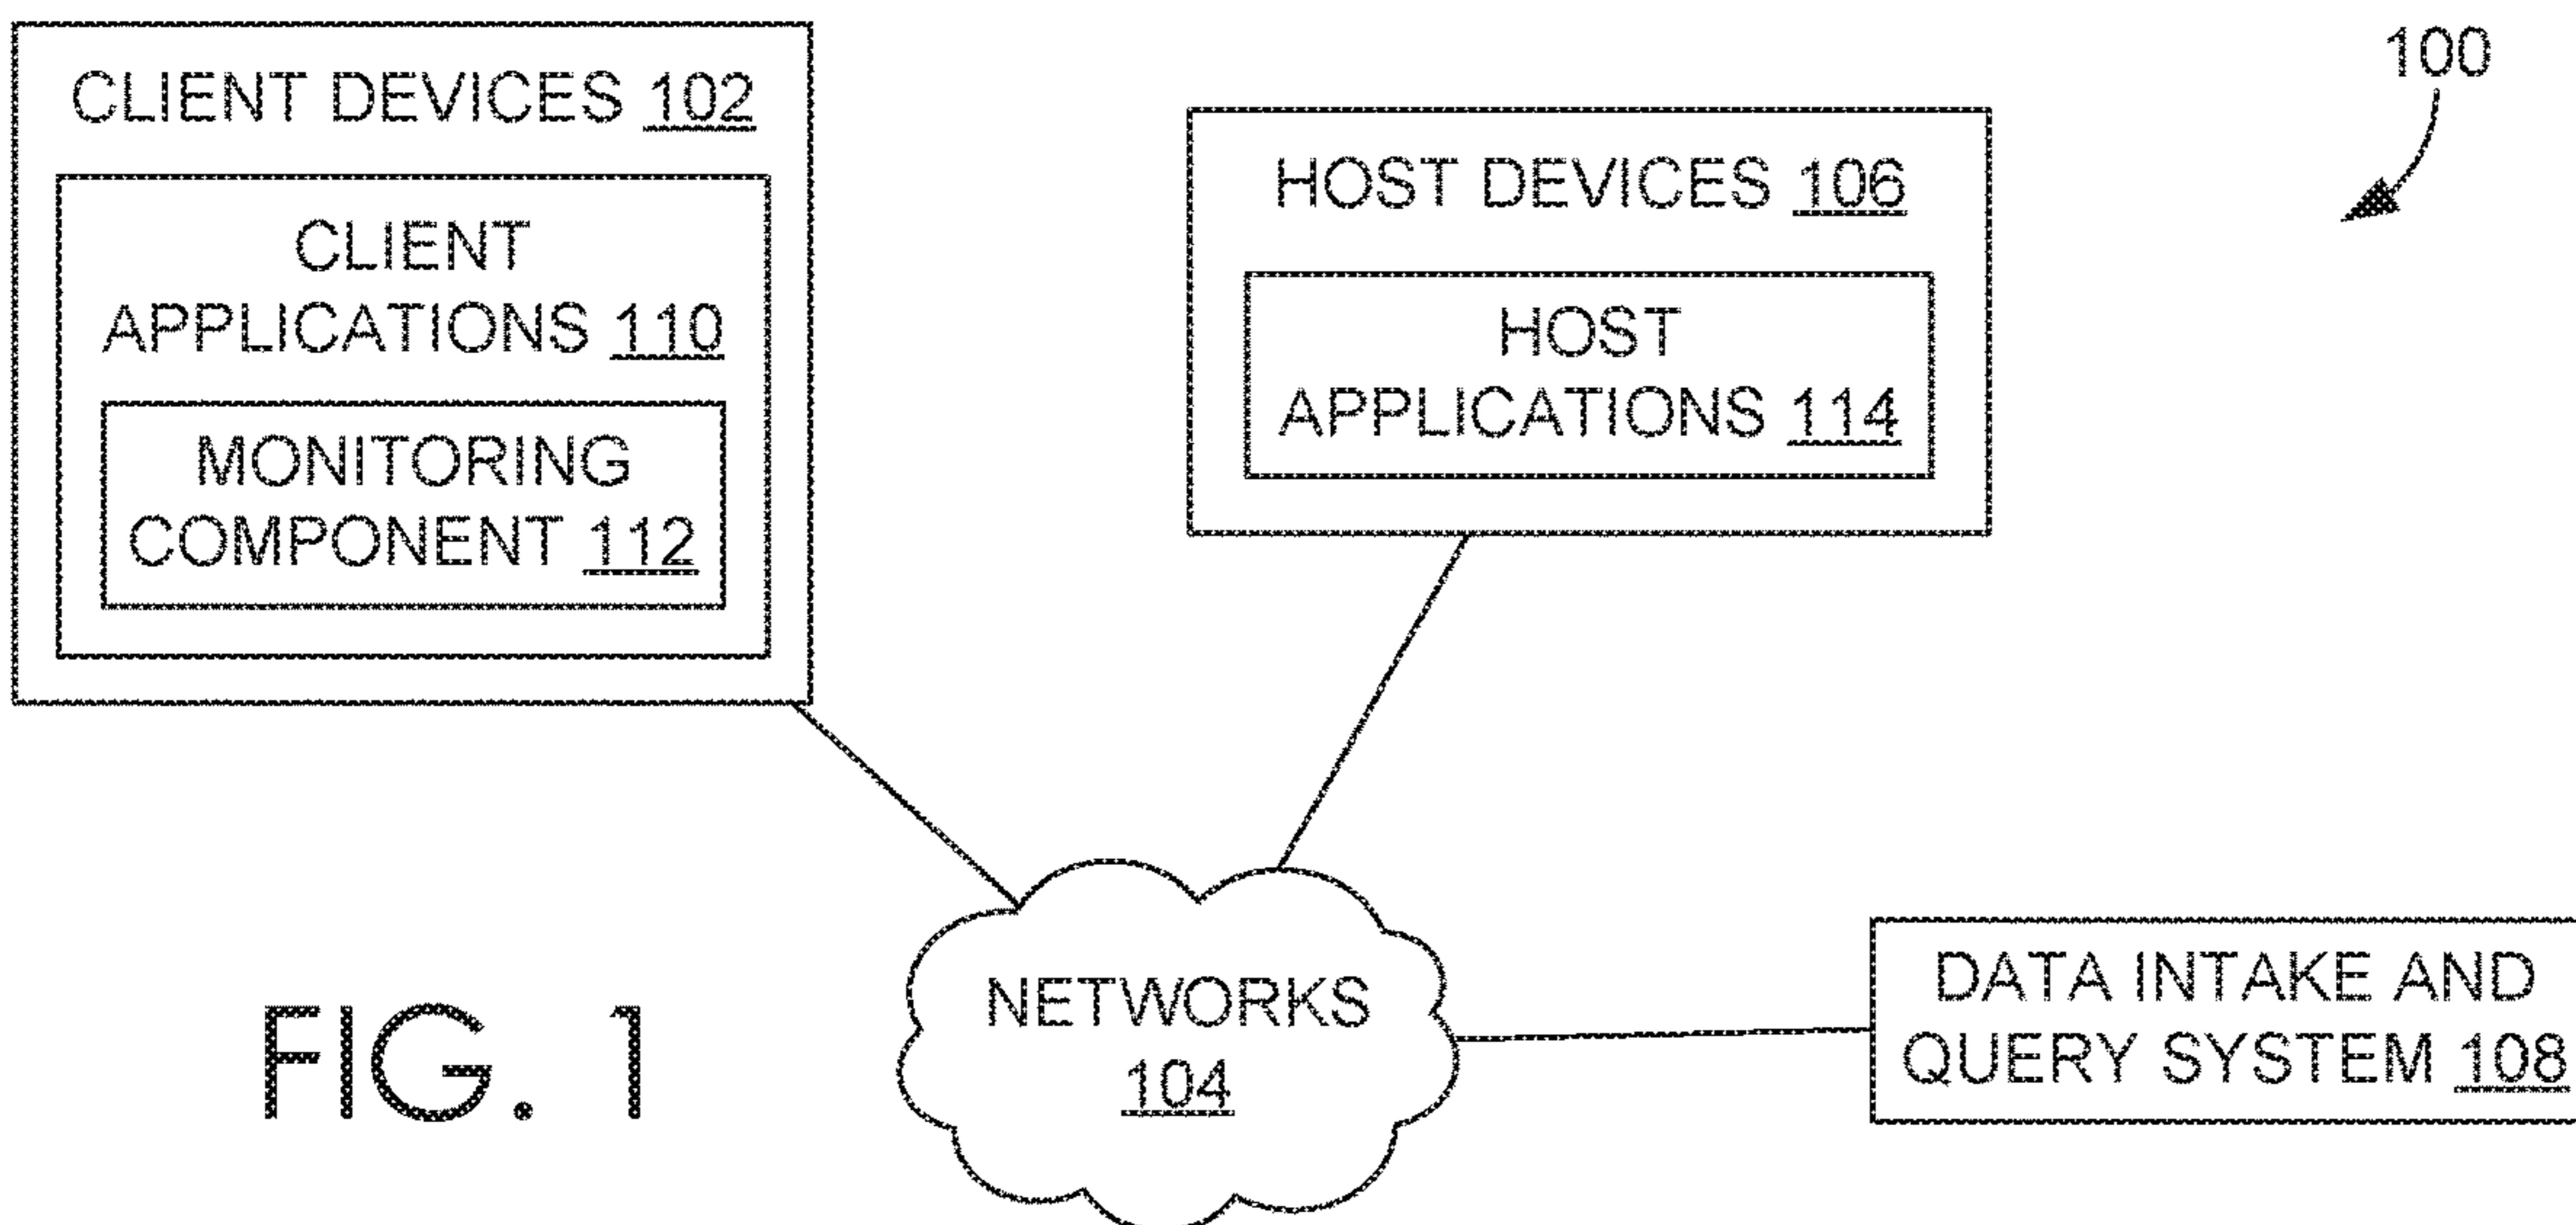 100
CLIENT DEVICES 102
CLIENT
APPLICATIONS 110
MONITORING
COMPONENT 112
HOST DEVICES 106
HOST
APPLICATIONS 114
NETWORKS
104
DATA INTAKE AND
QUERY SYSTEM 108
FIG. 1